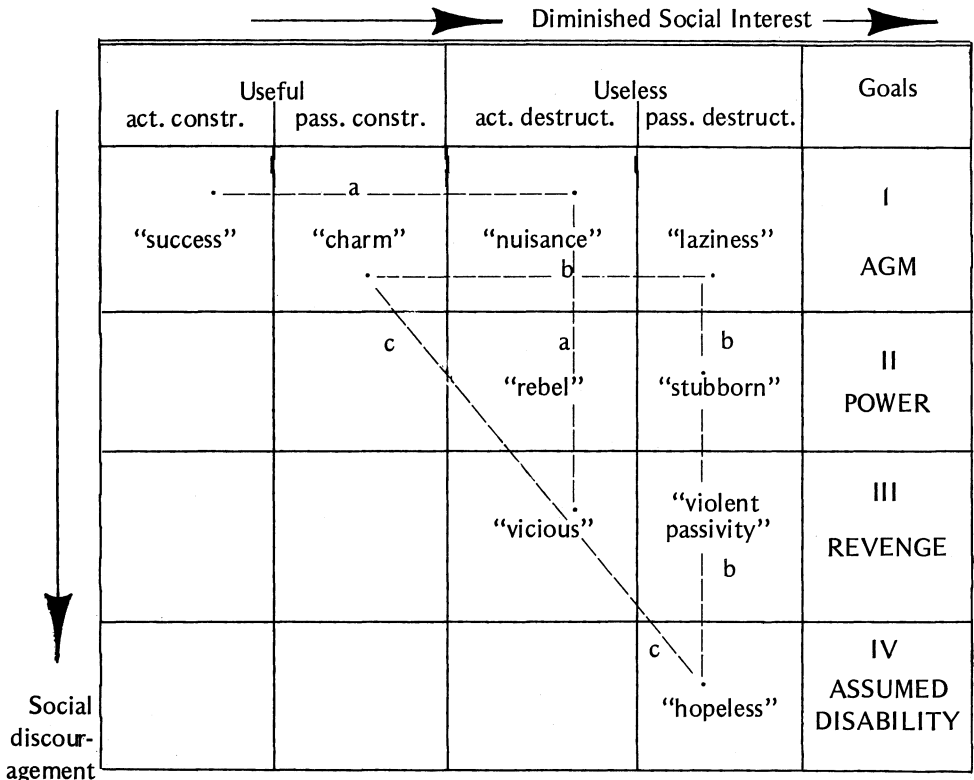 Diminished Social Interest
Useful
Useless
Goals
act. constr.
pass. constr.
act. destruct.
pass. destruct.
a
I
“success”
“charm”
“nuisance”
“laziness”
b
AGM
c
a
b
II
“rebel”
“stubborn”
POWER
III
“violent
passivity”
“vicious”
REVENGE
b
c
IV
ASSUMED
DISABILITY
“hopeless”
Social
discour-
agement